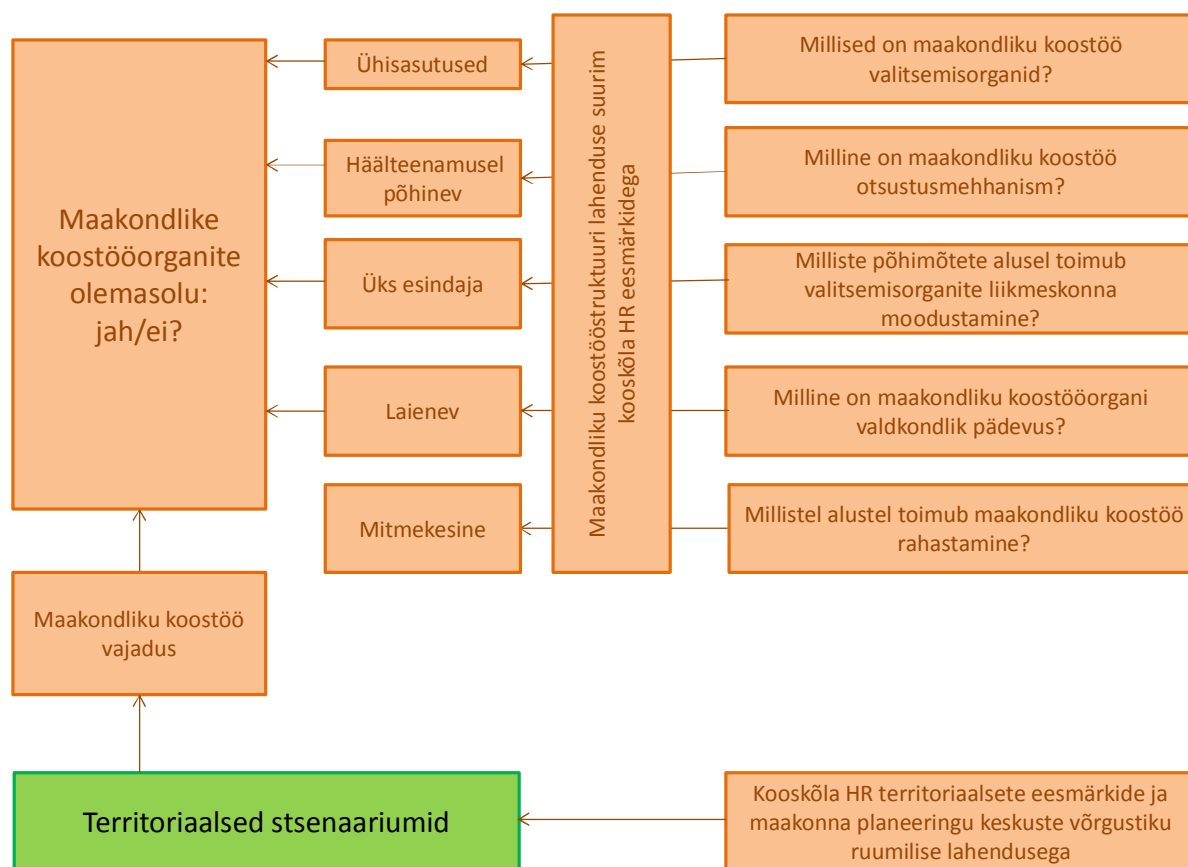 Maakondlike
koostööorganite
olemasolu:
jah/ei?
Ühisasutused
Häälteenamusel
põhinev
Üks esindaja
Laienev
Mitmekesine
Maakondliku koostööstruktuuri lahenduse suurim
kooskõla HR eesmärkidega
Millised on maakondliku koostöö
valitsemisorganid?
Milline on maakondliku koostöö
otsustusmehhanism?
Milliste põhimõtete alusel toimub
valitsemisorganite liikmeskonna
moodustamine?
Milline on maakondliku koostööorgani
valdkondlik pädevus?
Millistel alustel toimub maakondliku koostöö
rahastamine?
Maakondliku koostöö
vajadus
Territoriaalsed stsenaariumid
Kooskõla HR territoriaalsete eesmärkide ja
maakonna planeeringu keskuste võrgustiku
ruumilise lahendusega